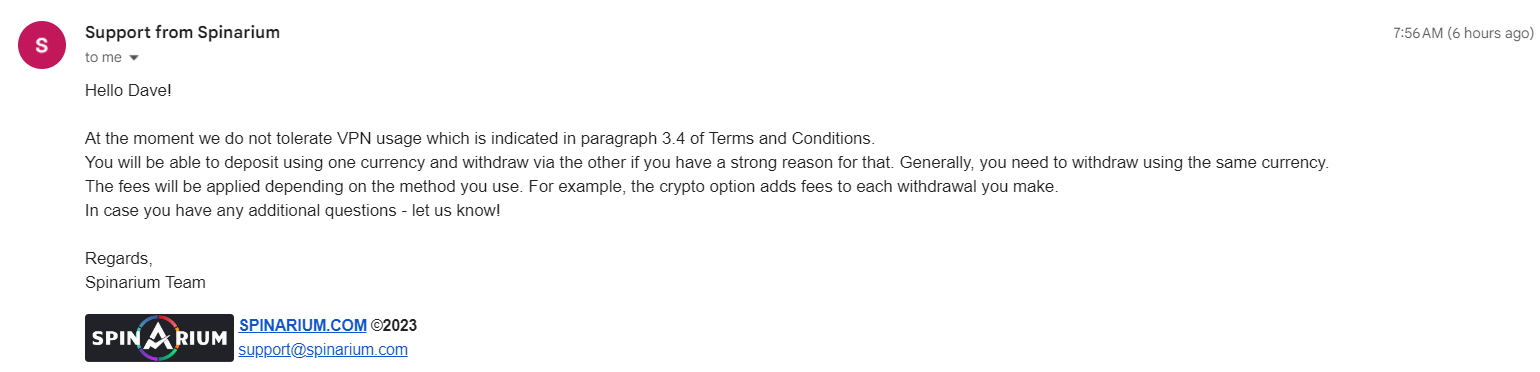 S
Support from Spinarium
7:56 AM (6 hours ago)
to me
Hello Dave!
At the moment we do not tolerate VPN usage which is indicated in paragraph 3.4 of Terms and Conditions.
You will be able to deposit using one currency and withdraw via the other if you have a strong reason for that. Generally, you need to withdraw using the same currency.
The fees will be applied depending on the method you use. For example, the crypto option adds fees to each withdrawal you make.
In case you have any additional questions - let us know!
Regards,
Spinarium Team
SPINARIUM
SPINARIUM.COM ©2023
support@spinarium.com